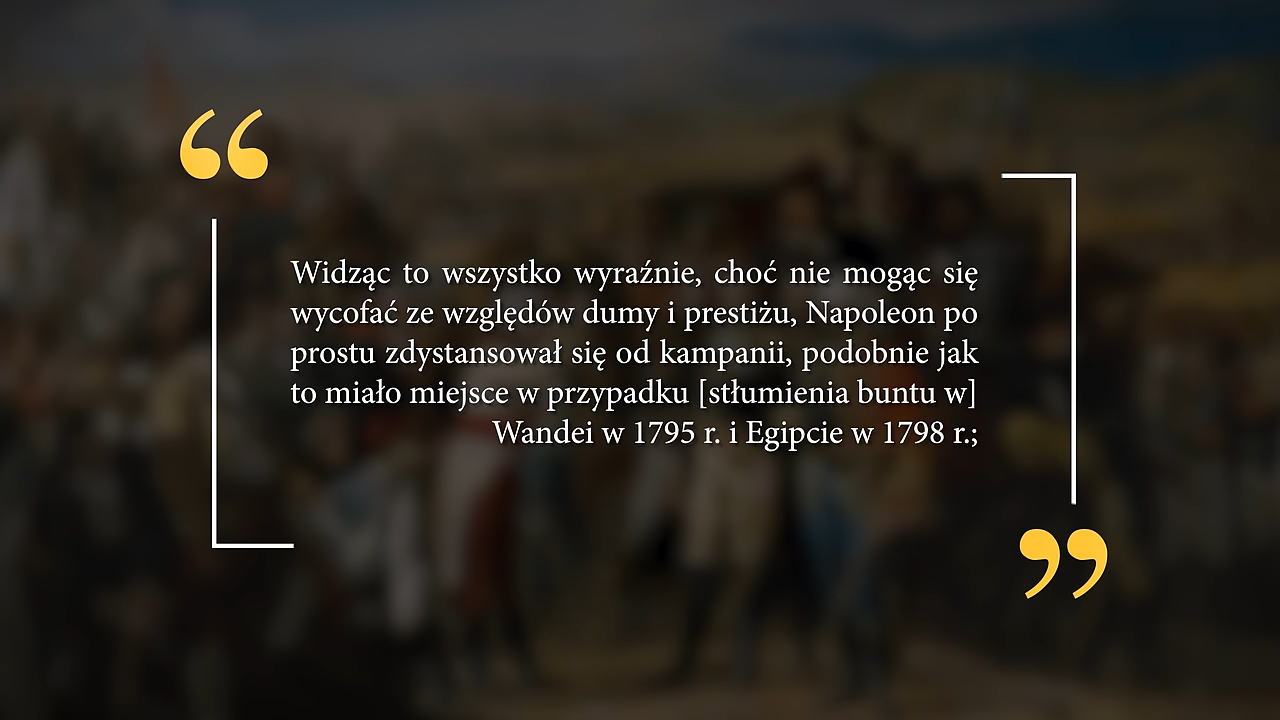 Widząc to wszystko wyraźnie, choć nie mogąc się
wycofać ze względów dumy i prestiżu, Napoleon po
prostu zdystansował się od kampanii, podobnie jak
to miało miejsce w przypadku [stłumienia buntu w]
Wandei w 1795 r. i Egipcie w 1798 r.;